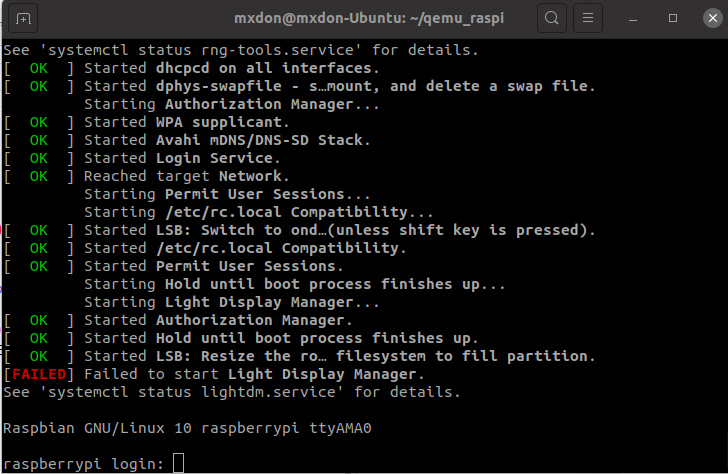 mxdon@mxdon-Ubuntu: ~/qemu_raspi
See 'systemctl status rng-tools.service' for details.
[  OK  ] Started dhcpcd on all interfaces.
[  OK  ] Started dphys-swapfile - s…mount, and delete a swap file.
         Starting Authorization Manager...
[  OK  ] Started WPA supplicant.
[  OK  ] Started Avahi mDNS/DNS-SD Stack.
[  OK  ] Started Login Service.
[  OK  ] Reached target Network.
         Starting Permit User Sessions...
         Starting /etc/rc.local Compatibility...
[  OK  ] Started LSB: Switch to ond…(unless shift key is pressed).
[  OK  ] Started /etc/rc.local Compatibility.
[  OK  ] Started Permit User Sessions.
         Starting Hold until boot process finishes up...
         Starting Light Display Manager...
[  OK  ] Started Authorization Manager.
[  OK  ] Started Hold until boot process finishes up.
[  OK  ] Started LSB: Resize the ro… filesystem to fill partition.
[FAILED] Failed to start Light Display Manager.
See 'systemctl status lightdm.service' for details.
Raspbian GNU/Linux 10 raspberrypi ttyAMA0
raspberrypi login: